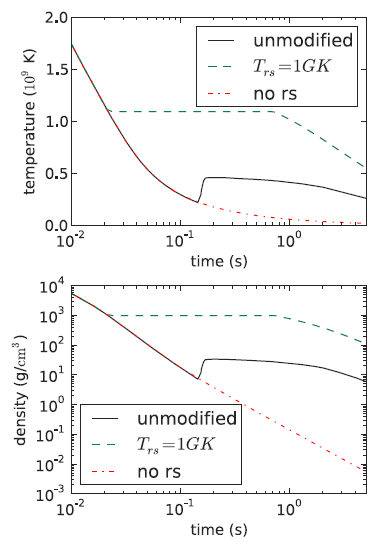 2.0
1.5
1.0
0.5
0.0
temperature (10⁹ K)
unmodified
T_rs=1GK
no rs
10⁻² 10⁻¹ 10⁰
time (s)
10⁴
10³
10²
10¹
10⁰
10⁻¹
10⁻²
10⁻³
density (g/cm³)
unmodified
T_rs=1GK
no rs
10⁻² 10⁻¹ 10⁰
time (s)